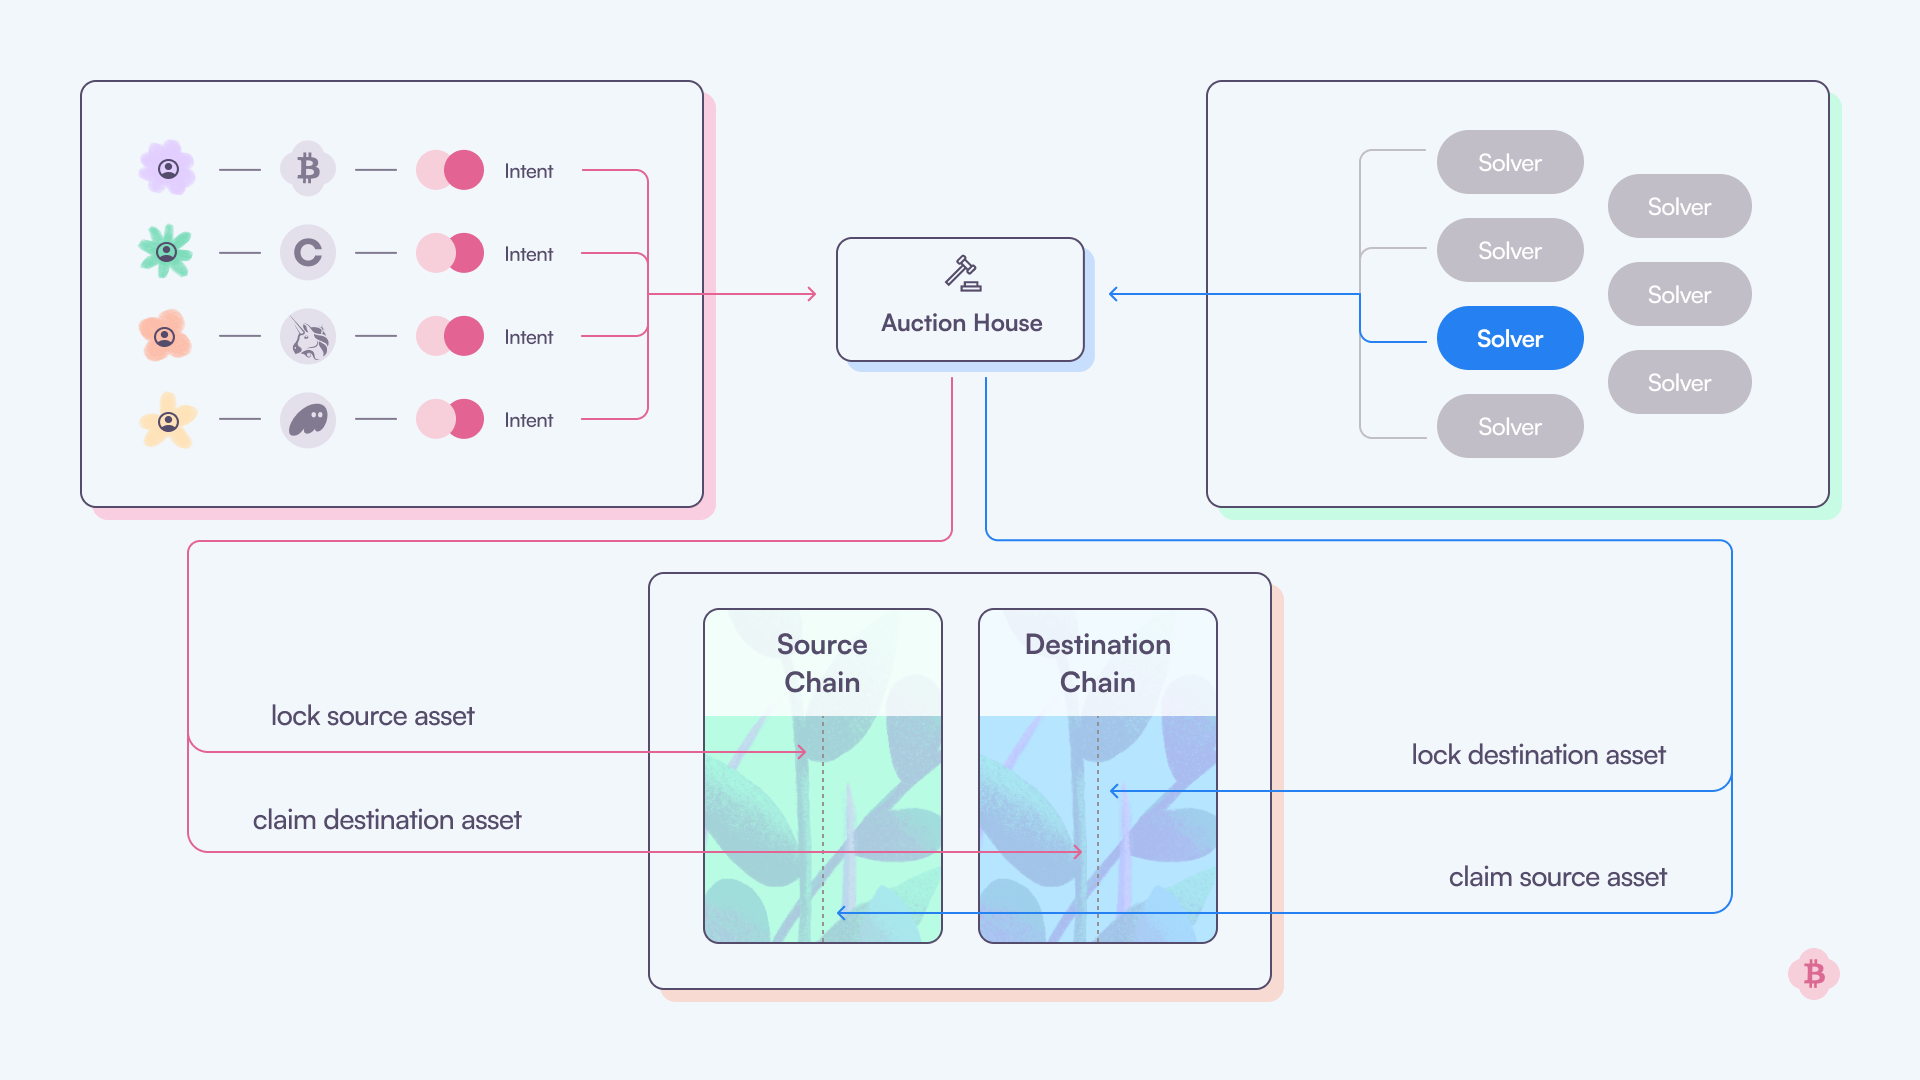 Intent
Intent
Intent
Intent
Auction House
Solver
Solver
Solver
Solver
Solver
Solver
Solver
Source
Chain
Destination
Chain
lock source asset
claim destination asset
lock destination asset
claim source asset